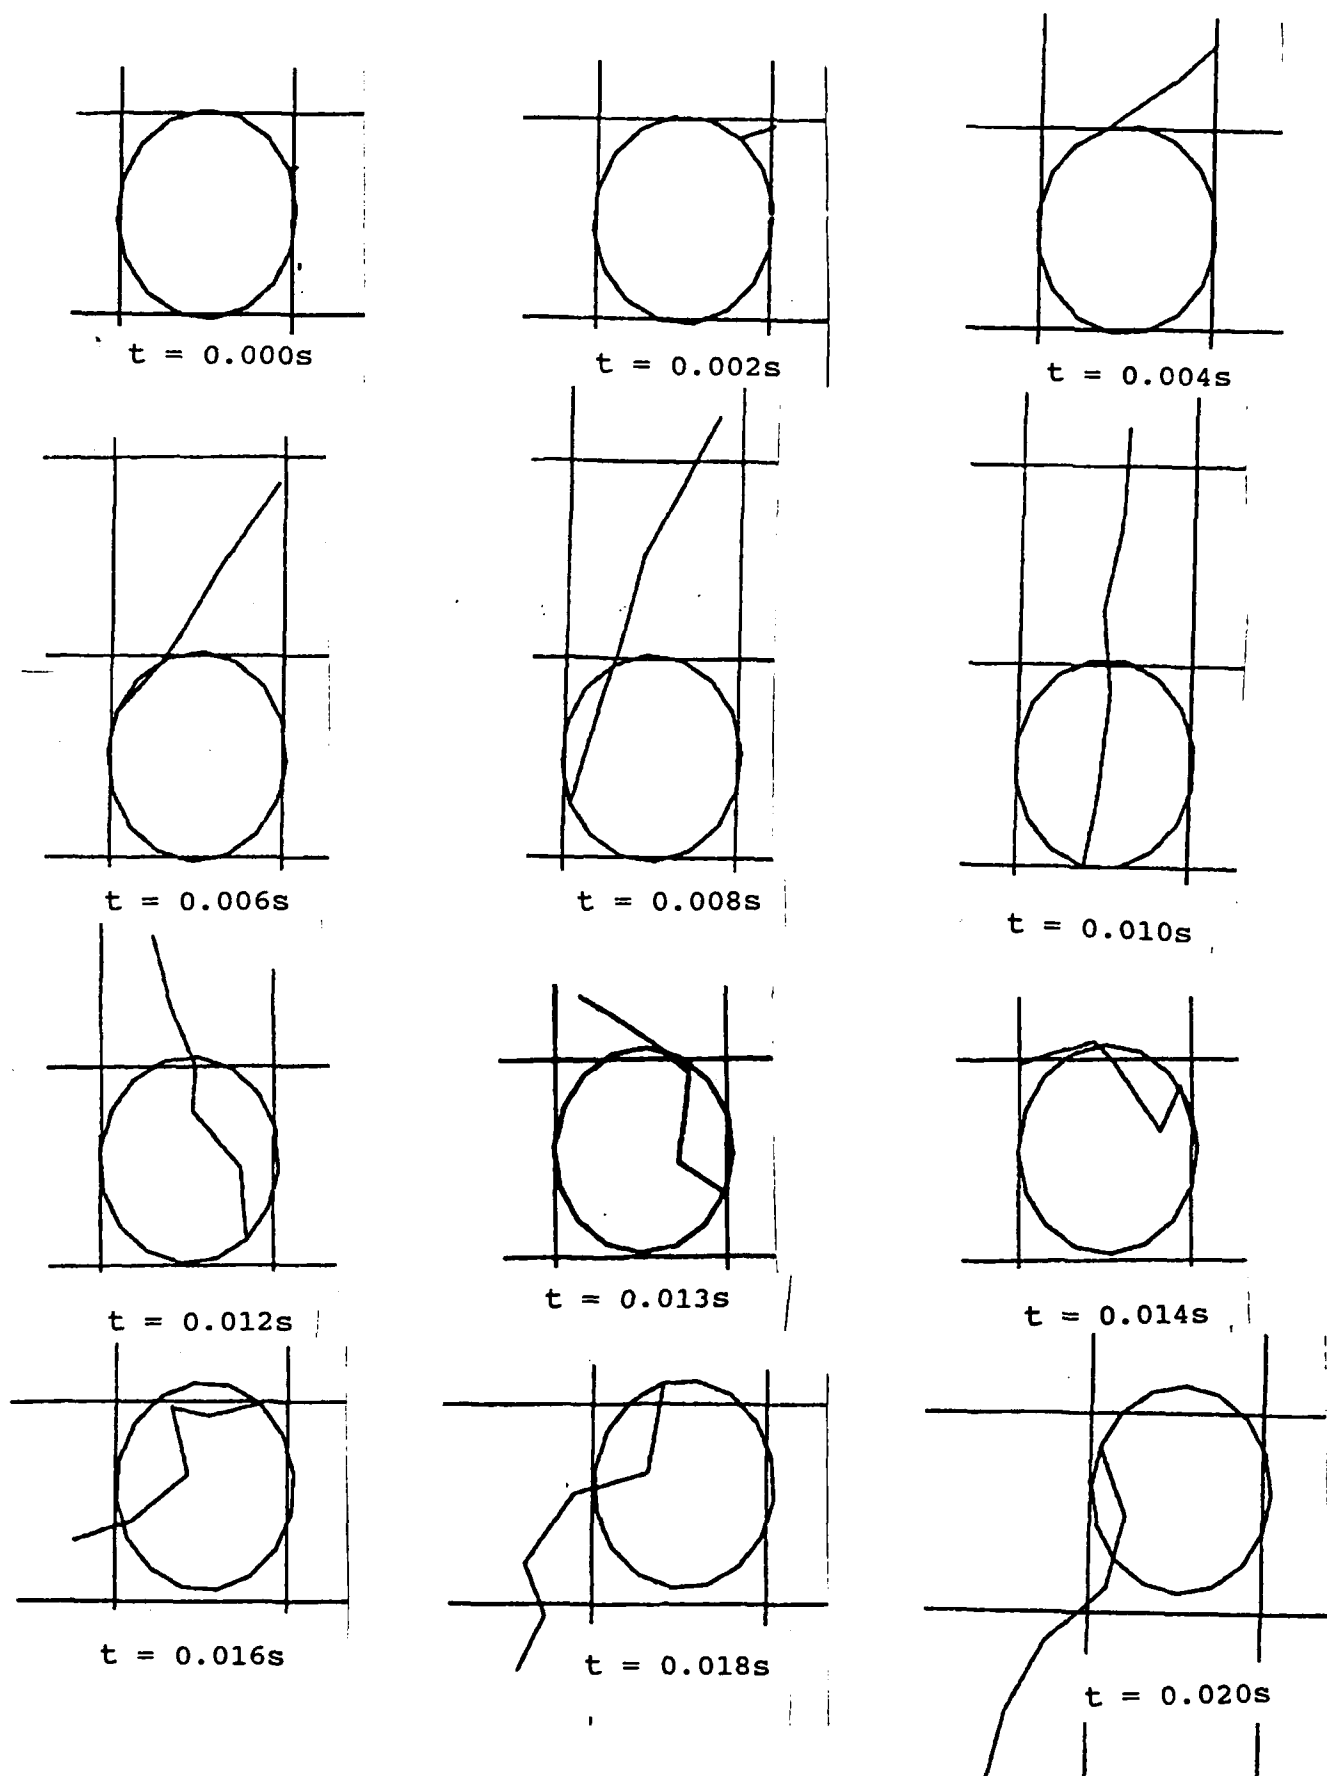 t = 0.000s
t = 0.002s
t = 0.004s
t = 0.006s
t = 0.008s
t = 0.010s
t = 0.012s
t = 0.013s
t = 0.014s
t = 0.016s
t = 0.018s
t = 0.020s